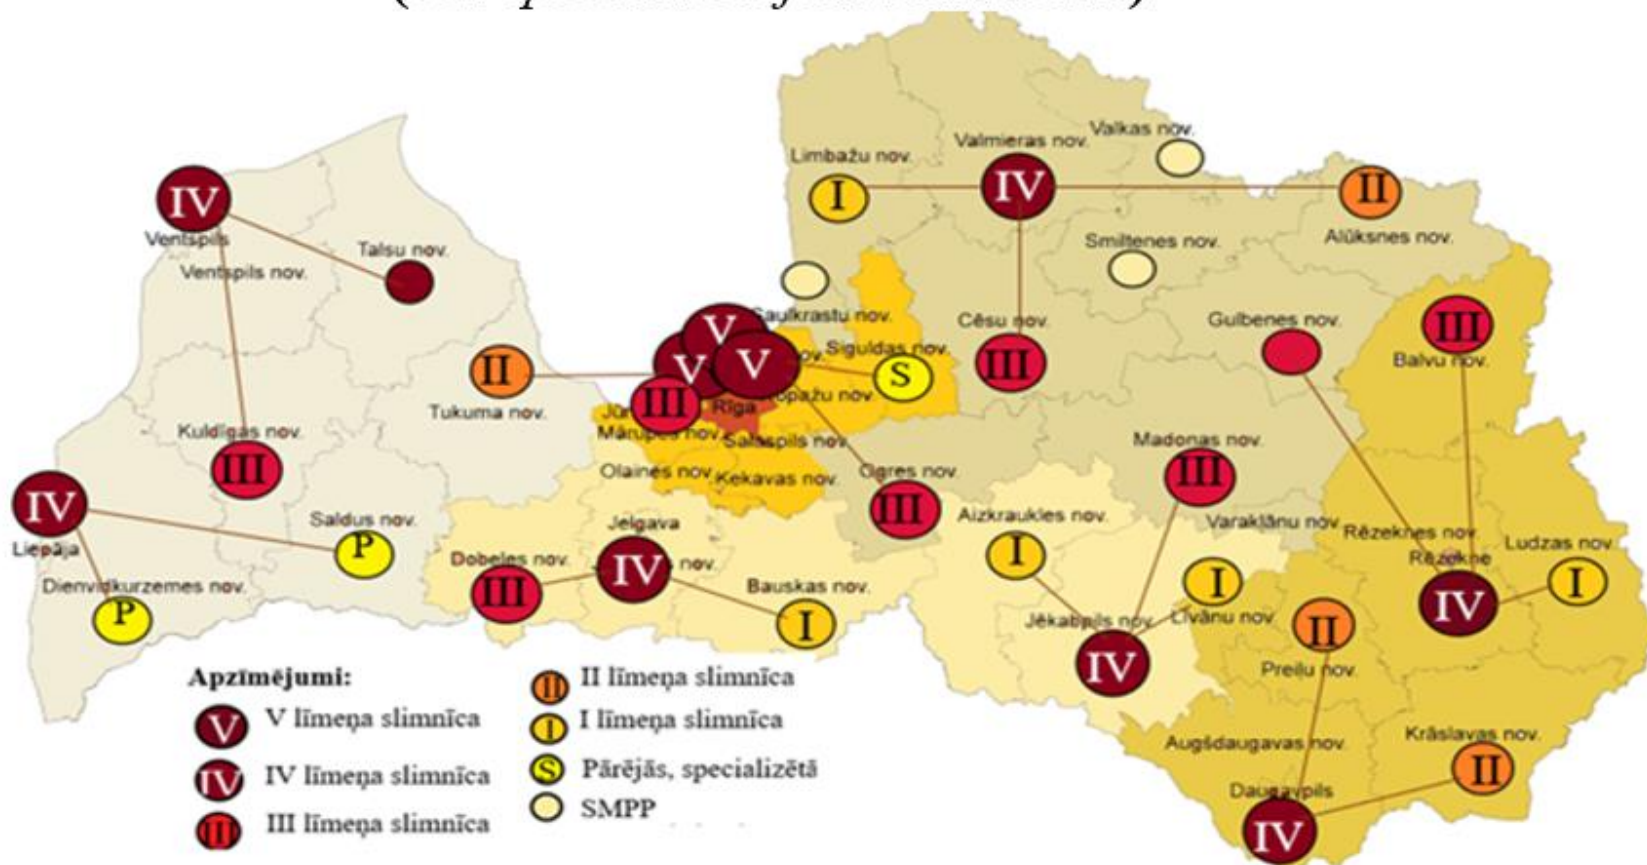 Limbažu nov.
Valmieras nov.
Valkas nov.
I
IV
II
IV
Ventspils
Ventspils nov.
Talsu nov.
Smiltenes nov.
Alūksnes nov.
Saulkrastu nov.
Cēsu nov.
Gulbenes nov.
III
Balvu nov.
V
V
V
Siguldas nov.
S
III
II
Tukuma nov.
III
Rīga
Mārupes nov.
Salaspils nov.
Olaines nov.
Ķekavas nov.
Kuldīgas nov.
III
Ogres nov.
III
Madonas nov.
III
IV
Liepāja
Saldus nov.
P
Dienvidkurzemes nov.
P
Jelgava
nov.
IV
Dobeles nov.
III
Bauskas nov.
I
Aizkraukles nov.
I
Varakļānu nov.
Rēzeknes nov.
Rēzekne
IV
Ludzas nov.
I
I
Līvānu nov.
Jēkabpils nov.
IV
II
Preiļu nov.
Augšdaugavas nov.
Krāslavas nov.
II
Daugavpils
IV
Apzīmējumi:
V V līmeņa slimnīca
IV IV līmeņa slimnīca
III III līmeņa slimnīca
II II līmeņa slimnīca
I I līmeņa slimnīca
S Pārējās, specializētā
SMPP